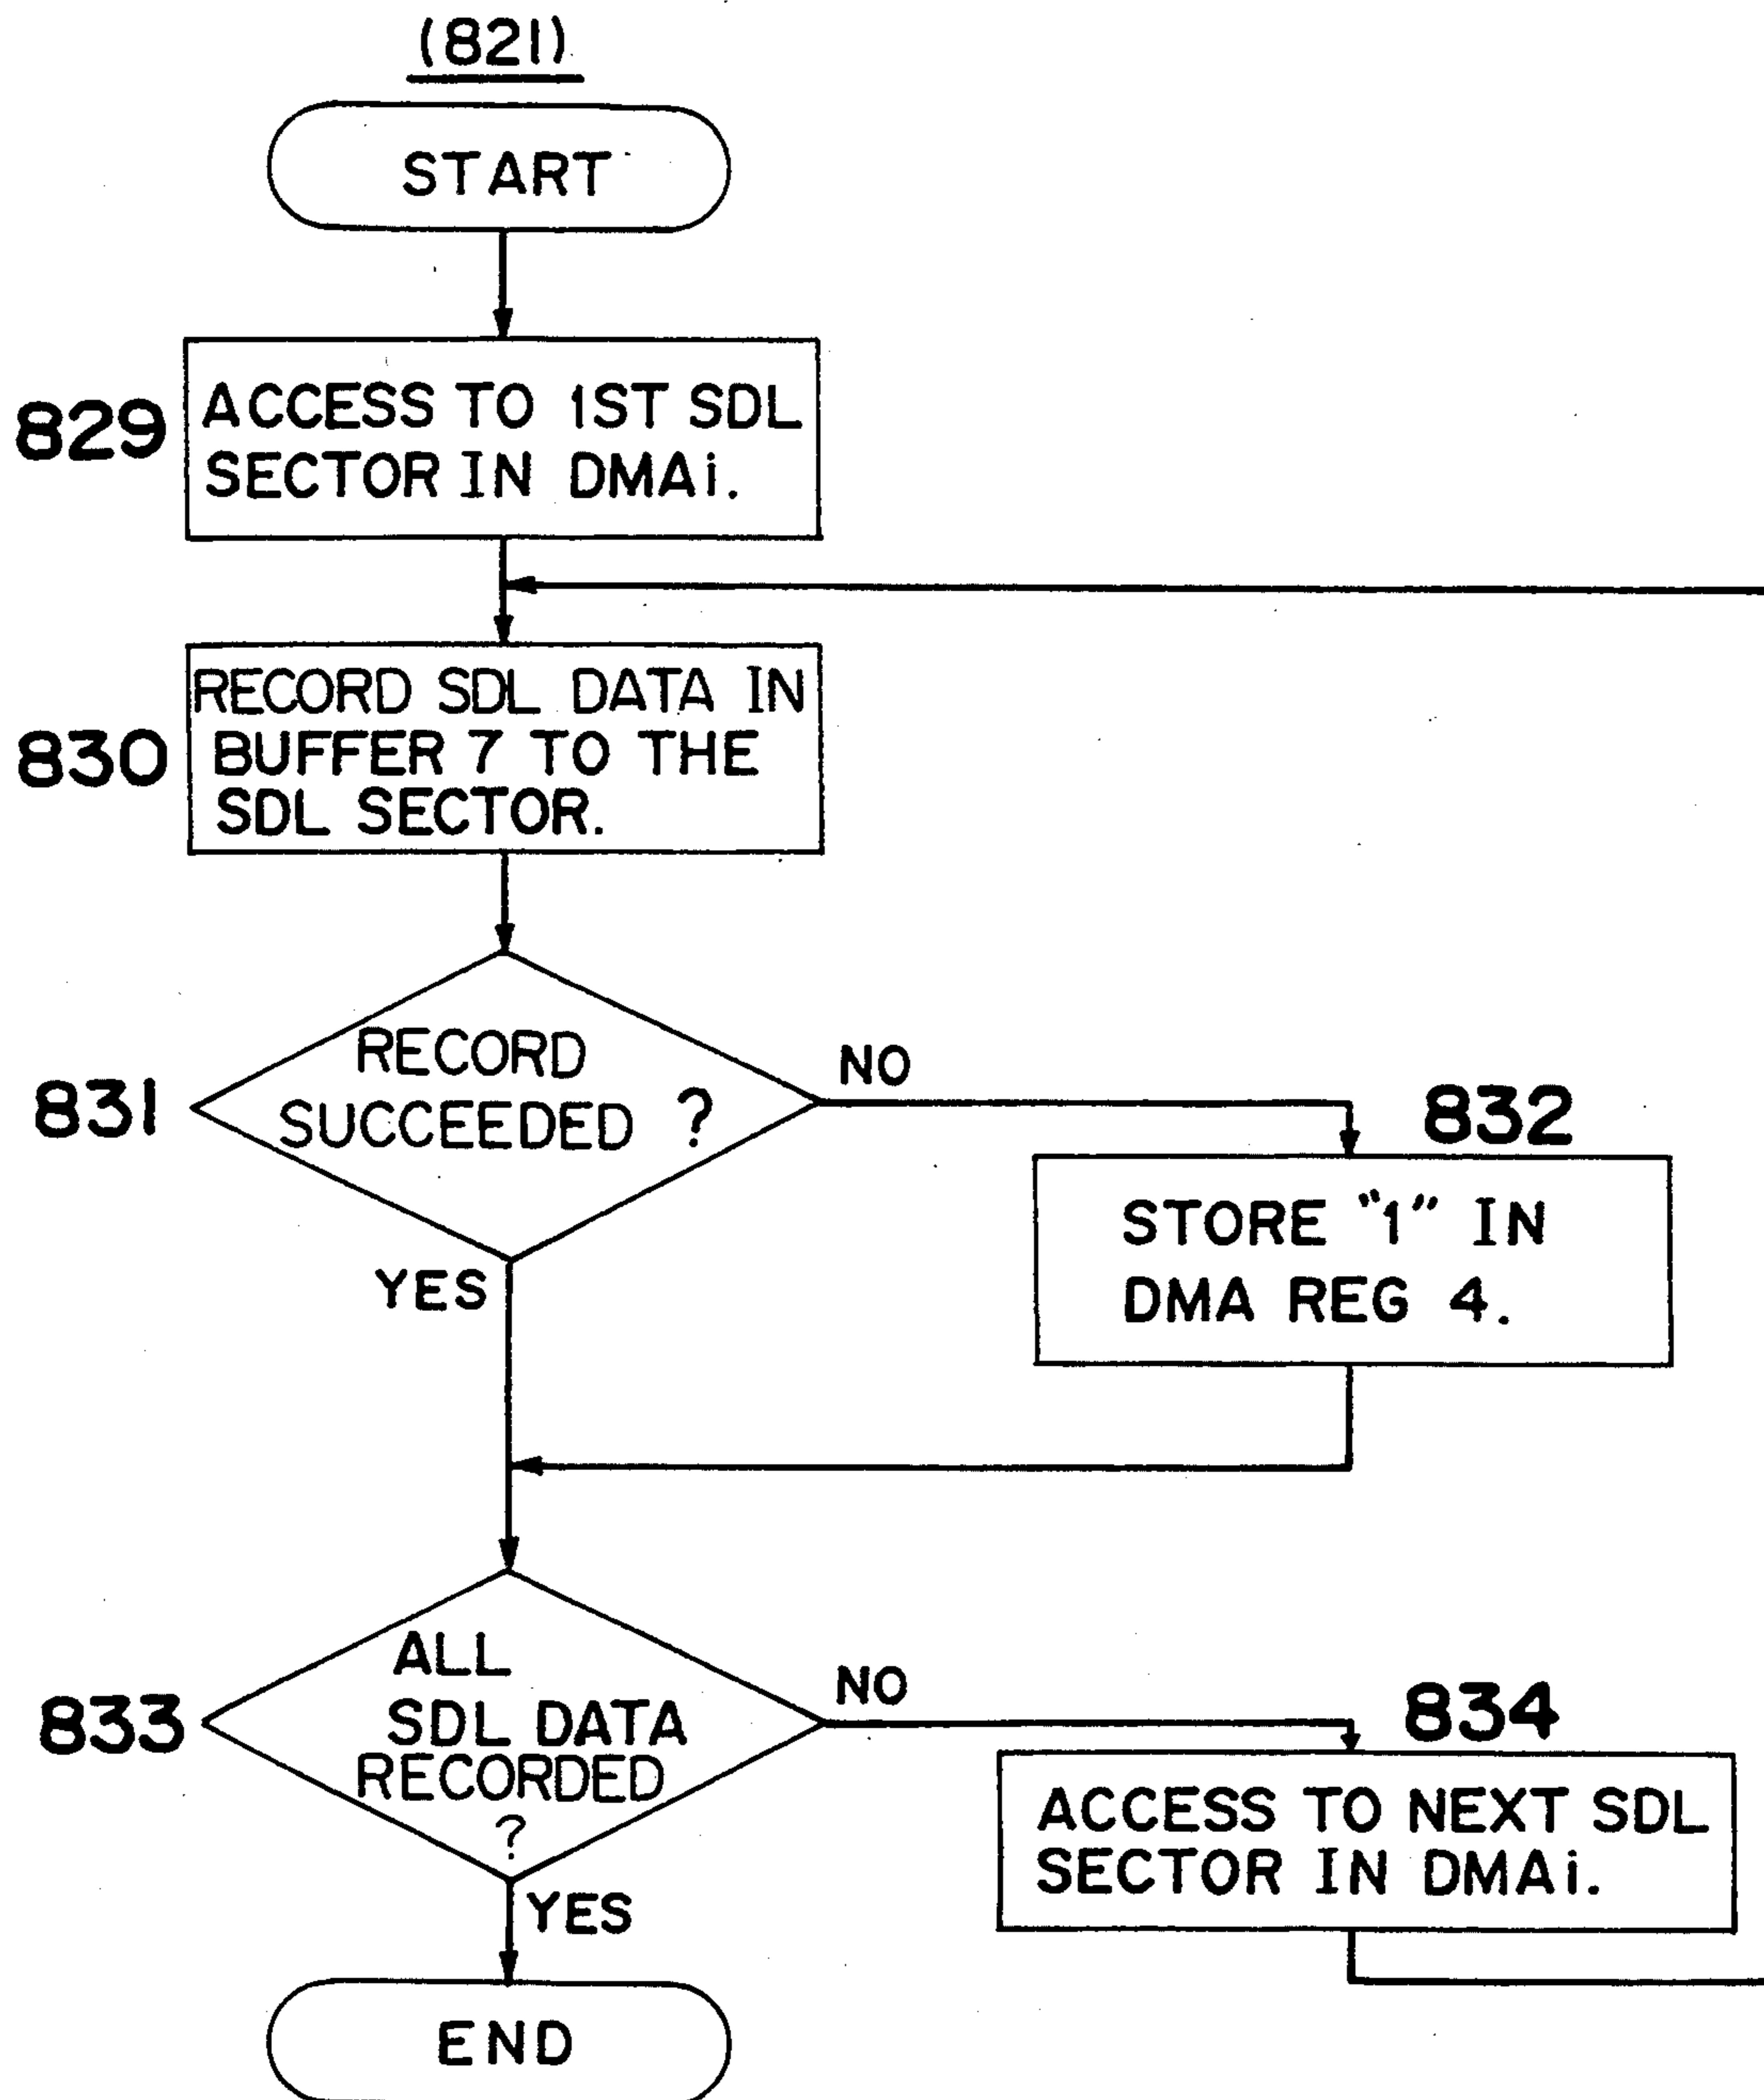 (821)
START
829
ACCESS TO 1ST SDL
SECTOR IN DMAi.
830
RECORD SDL DATA IN
BUFFER 7 TO THE
SDL SECTOR.
831
RECORD
SUCCEEDED ?
NO
YES
832
STORE "1" IN
DMA REG 4.
833
ALL
SDL DATA
RECORDED
?
NO
YES
834
ACCESS TO NEXT SDL
SECTOR IN DMAi.
END